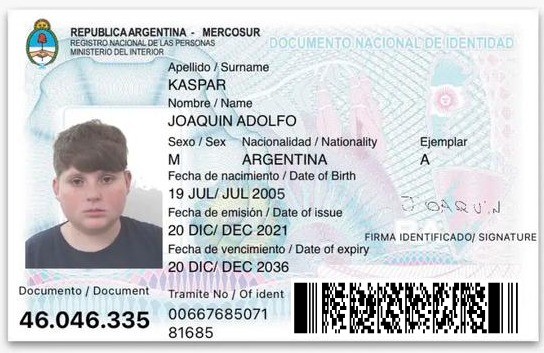 REPUBLICA ARGENTINA - MERCOSUR
REGISTRO NACIONAL DE LAS PERSONAS
MINISTERIO DEL INTERIOR
DOCUMENTO NACIONAL DE IDENTIDAD
Apellido / Surname
KASPAR
Nombre / Name
JOAQUIN ADOLFO
Sexo / Sex Nacionalidad / Nationality Ejemplar
M ARGENTINA A
Fecha de nacimiento / Date of Birth
19 JUL/ JUL 2005
Fecha de emisión / Date of issue
20 DIC/ DEC 2021
FIRMA IDENTIFICADO/ SIGNATURE
Fecha de vencimiento / Date of expiry
20 DIC/ DEC 2036
Documento / Document
46.046.335
Tramite No / Of ident
00667685071
81685